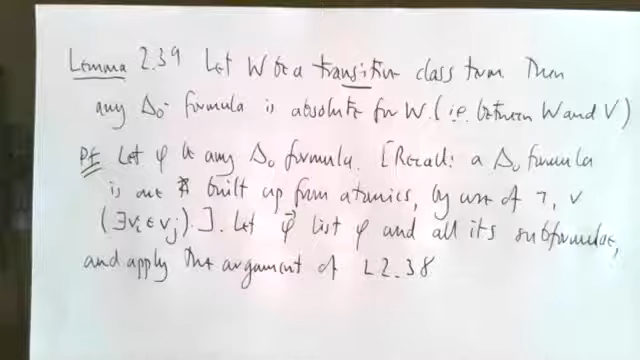 Lemma 2.39 Let W be a transitive class term Then
any Δ₀-formula is absolute for W. (i.e. between W and V)
Pf Let φ be any Δ₀ formula. [Recall: a Δ₀ formula
is one built up from atomics, by use of ¬, ∨
(∃vᵢ ∈ vⱼ).]. Let φ⃗ list φ and all its subformulae,
and apply the argument of L2.38